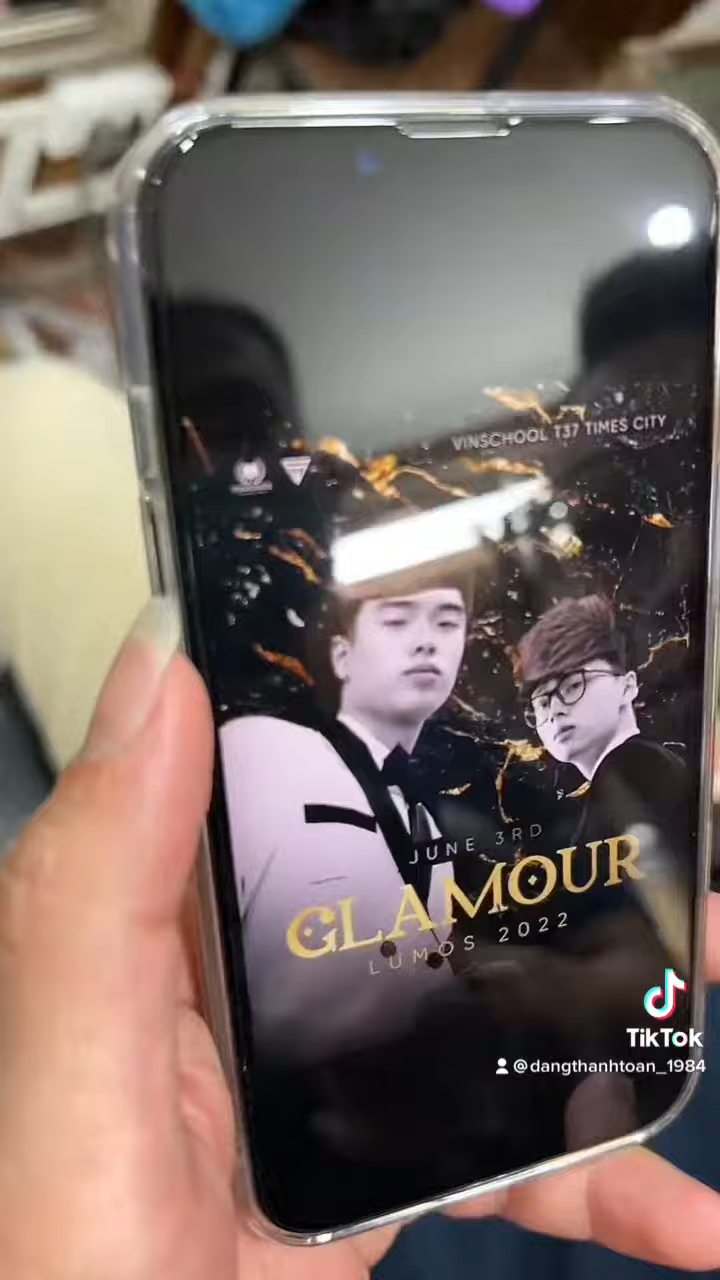 VINSCHOOL T37 TIMES CITY
JUNE 3RD
GLAMOUR
LUMOS 2022
TikTok
@dangthanhtoan_1984